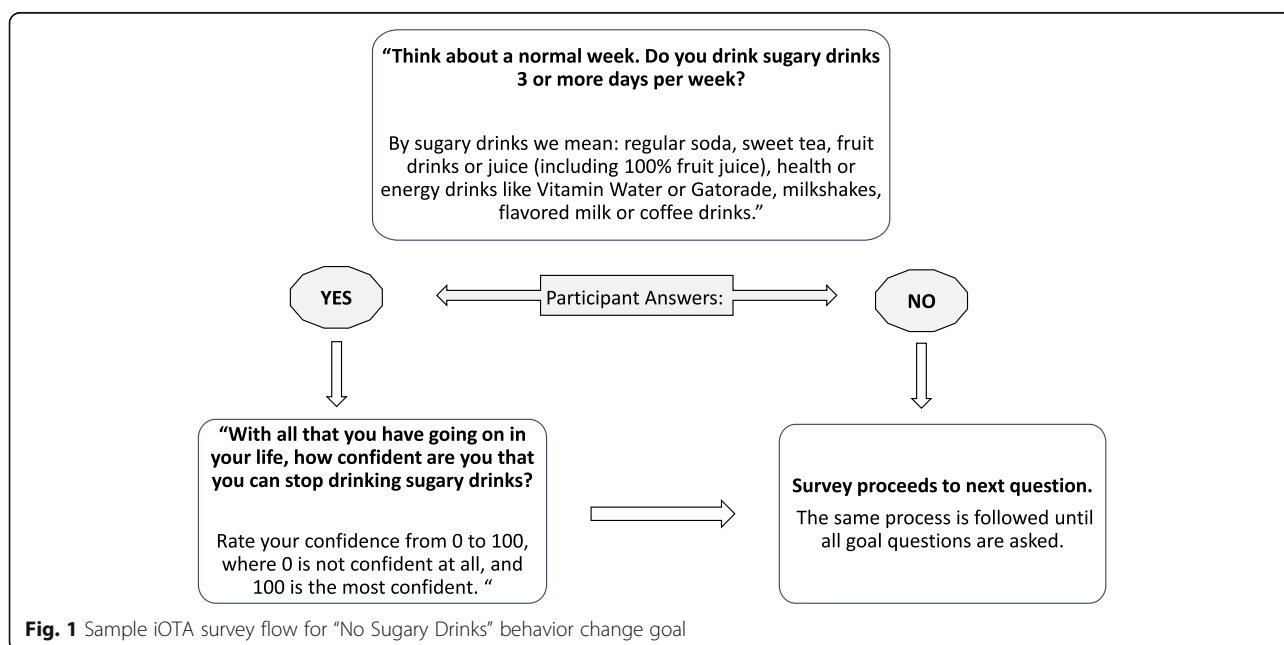 “Think about a normal week. Do you drink sugary drinks
3 or more days per week?
By sugary drinks we mean: regular soda, sweet tea, fruit
drinks or juice (including 100% fruit juice), health or
energy drinks like Vitamin Water or Gatorade, milkshakes,
flavored milk or coffee drinks.”
YES
Participant Answers:
NO
“With all that you have going on in
your life, how confident are you that
you can stop drinking sugary drinks?
Rate your confidence from 0 to 100,
where 0 is not confident at all, and
100 is the most confident. “
Survey proceeds to next question.
The same process is followed until
all goal questions are asked.
Fig. 1 Sample iOTA survey flow for “No Sugary Drinks” behavior change goal